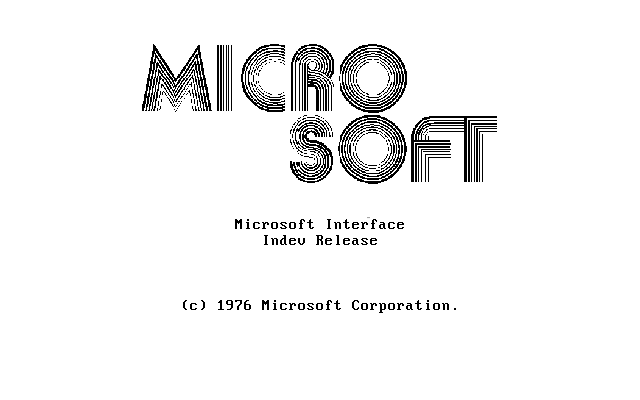 MICRO
SOFT
Microsoft Interface
Indev Release
(c) 1976 Microsoft Corporation.